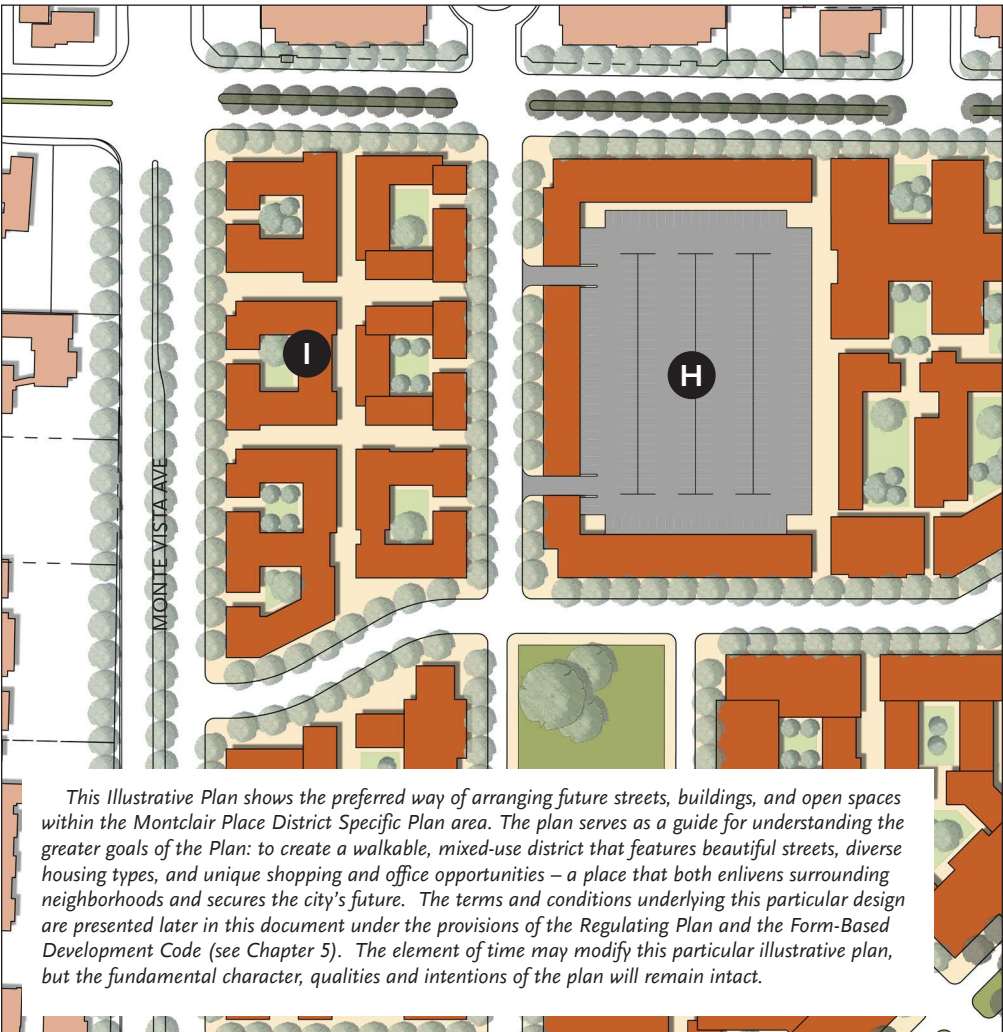 I
H
MONTE VISTA AVE
This Illustrative Plan shows the preferred way of arranging future streets, buildings, and open spaces
within the Montclair Place District Specific Plan area. The plan serves as a guide for understanding the
greater goals of the Plan: to create a walkable, mixed-use district that features beautiful streets, diverse
housing types, and unique shopping and office opportunities – a place that both enlivens surrounding
neighborhoods and secures the city's future.  The terms and conditions underlying this particular design
are presented later in this document under the provisions of the Regulating Plan and the Form-Based
Development Code (see Chapter 5).  The element of time may modify this particular illustrative plan,
but the fundamental character, qualities and intentions of the plan will remain intact.